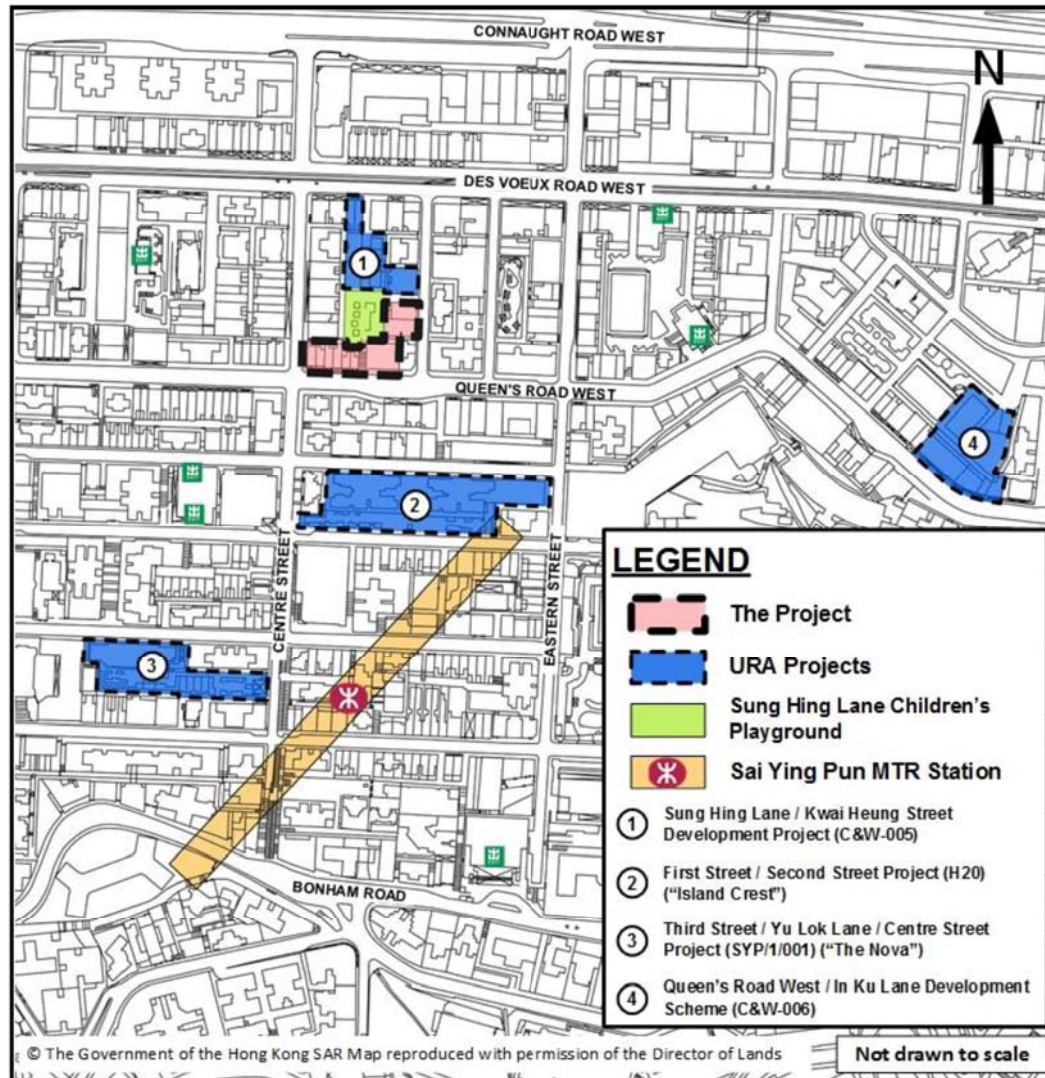 CONNAUGHT ROAD WEST
N
DES VOEUX ROAD WEST
1
QUEEN'S ROAD WEST
4
2
CENTRE STREET
EASTERN STREET
3
BONHAM ROAD
LEGEND
The Project
URA Projects
Sung Hing Lane Children's
Playground
Sai Ying Pun MTR Station
1 Sung Hing Lane / Kwai Heung Street
Development Project (C&W-005)
2 First Street / Second Street Project (H20)
("Island Crest")
3 Third Street / Yu Lok Lane / Centre Street
Project (SYP/1/001) ("The Nova")
4 Queen's Road West / In Ku Lane Development
Scheme (C&W-006)
© The Government of the Hong Kong SAR Map reproduced with permission of the Director of Lands
Not drawn to scale